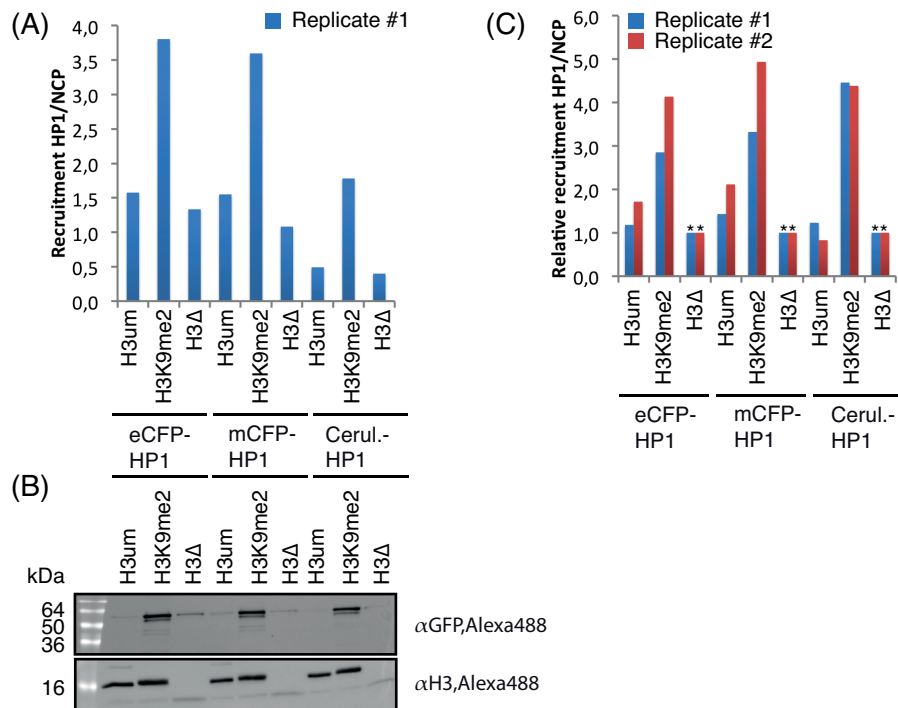 (A)
Replicate #1
Recruitment HP1/NCP
4,0
3,5
3,0
2,5
2,0
1,5
1,0
0,5
0,0
H3um
H3K9me2
H3Δ
H3um
H3K9me2
H3Δ
H3um
H3K9me2
H3Δ
eCFP-
HP1
mCFP-
HP1
Cerul.-
HP1
(B)
H3um
H3K9me2
H3Δ
H3um
H3K9me2
H3Δ
H3um
H3K9me2
H3Δ
kDa
64
50
36
αGFP,Alexa488
16
αH3,Alexa488
(C)
Replicate #1
Replicate #2
Relative recruitment HP1/NCP
6,0
5,0
4,0
3,0
2,0
1,0
0,0
**
**
**
H3um
H3K9me2
H3Δ
H3um
H3K9me2
H3Δ
H3um
H3K9me2
H3Δ
eCFP-
HP1
mCFP-
HP1
Cerul.-
HP1